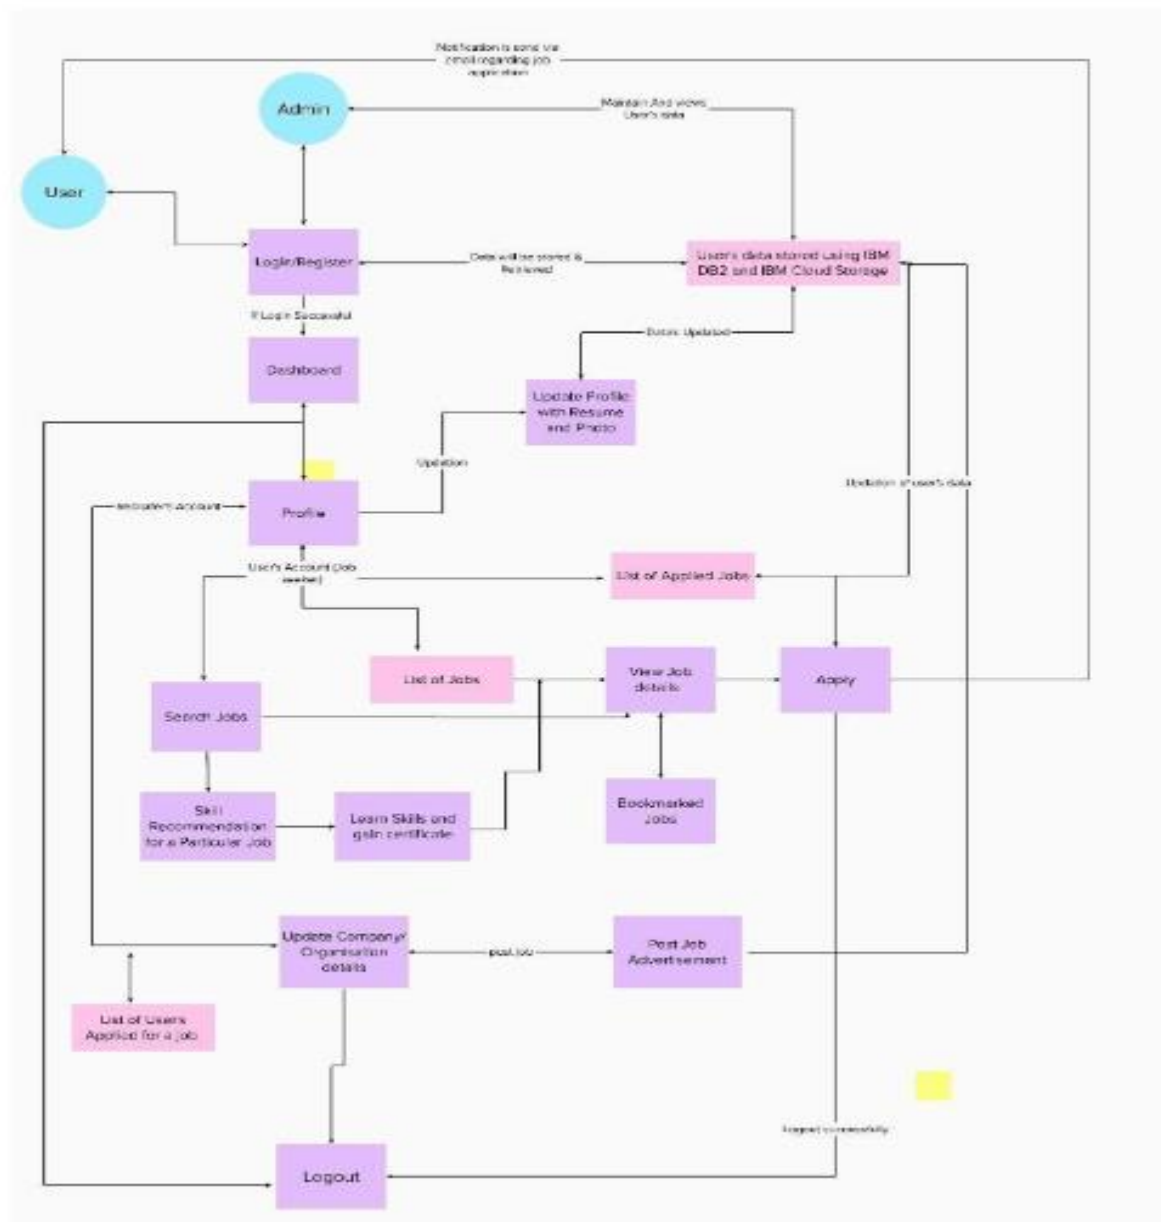 Notification is send via
email regarding job
application
Admin
Maintain And views
User's data
User
Login/Register
Data will be stored &
Retrieved
User's data stored using IBM
DB2 and IBM Cloud Storage
If Login Successful
Details Updated
Dashboard
Update Profile
with Resume
and Photo
Updation
Updation of user's data
Recruiter's Account
Profile
User's Account (Job
seeker)
List of Applied Jobs
List of Jobs
View Job
details
Apply
Search Jobs
Skill
Recommendation
for a Particular Job
Learn Skills and
gain certificate
Bookmarked
Jobs
Update Company/
Organisation
details
post job
Post Job
Advertisement
List of Users
Applied for a job
Logout successfully
Logout